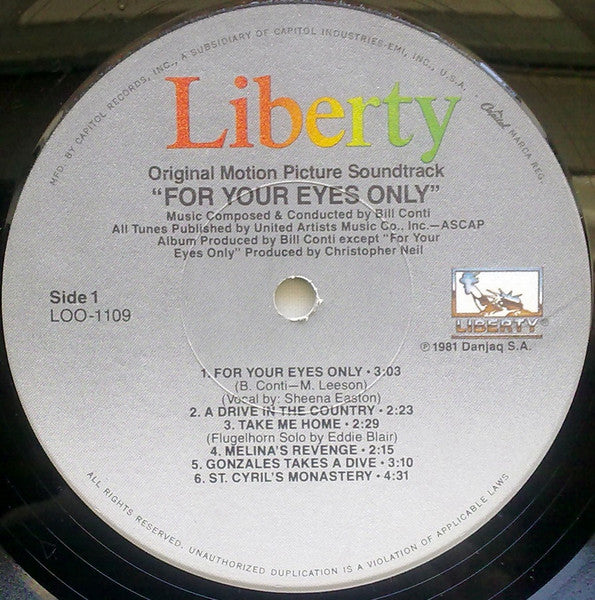 MFD. BY CAPITOL RECORDS, INC., A SUBSIDIARY OF CAPITOL INDUSTRIES-EMI, INC., U.S.A.
Capitol MARCA REG.
Liberty
Original Motion Picture Soundtrack
"FOR YOUR EYES ONLY"
Music Composed & Conducted by Bill Conti
All Tunes Published by United Artists Music Co., Inc.—ASCAP
Album Produced by Bill Conti except "For Your
Eyes Only" Produced by Christopher Neil
Side 1
LOO-1109
LIBERTY®
℗ 1981 Danjaq S.A.
1. FOR YOUR EYES ONLY • 3:03
(B. Conti—M. Leeson)
(Vocal by: Sheena Easton)
2. A DRIVE IN THE COUNTRY • 2:23
3. TAKE ME HOME • 2:29
(Flugelhorn Solo by Eddie Blair)
4. MELINA'S REVENGE • 2:15
5. GONZALES TAKES A DIVE • 3:10
6. ST. CYRIL'S MONASTERY • 4:31
ALL RIGHTS RESERVED. UNAUTHORIZED DUPLICATION IS A VIOLATION OF APPLICABLE LAWS